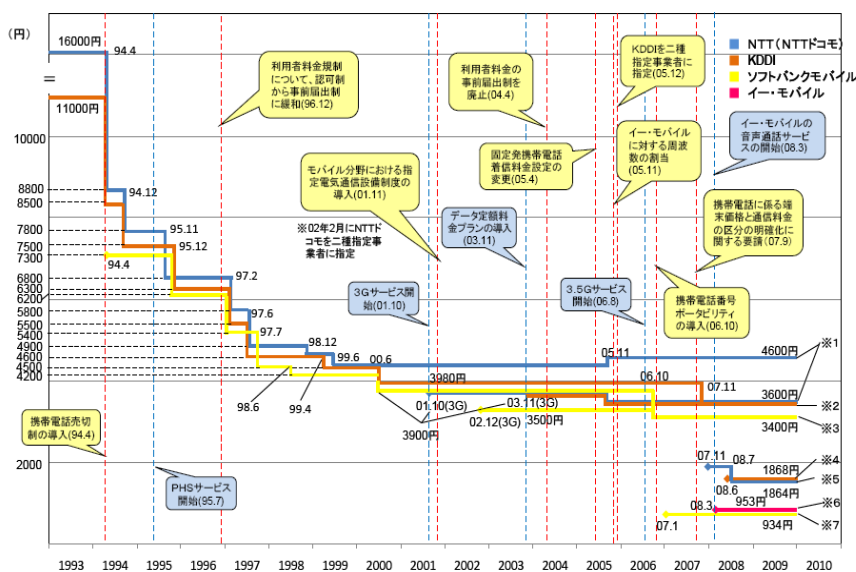 (円)
16000円
94.4
11000円
利用者料金規制
について、認可制
から事前届出制
に緩和(96.12)
利用者料金の
事前届出制を
廃止(04.4)
KDDIを二種
指定事業者に
指定(05.12)
NTT(NTTドコモ)
KDDI
ソフトバンクモバイル
イー・モバイル
イー・モバイルの
音声通話サービ
スの開始(08.3)
イー・モバイル
に対する周波
数の割当
(05.11)
固定発携帯電話
着信料金設定の
変更(05.4)
モバイル分野における指
定電気通信設備制度の
導入(01.11)
※02年2月にNTTド
コモを二種指定事
業者に指定
データ定額料
金プランの導入
(03.11)
携帯電話に係る端
末価格と通信料金
の区分の明確化に
関する要請(07.9)
3Gサービス開
始(01.10)
3.5Gサービス
開始(06.8)
携帯電話番号
ポータビリティ
の導入(06.10)
10000
8800
8500
7800
7500
7300
6800
6300
6200
5800
5500
5400
4900
4600
4500
4200
2000
94.12
95.11
95.12
94.4
97.2
97.6
97.7
98.12
98.6
99.4
99.6
00.6
3980円
01.10(3G)
3900円
02.12(3G)
03.11(3G)
3500円
05.11
06.10
07.11
4600円
3600円
3400円
※1
※2
※3
携帯電話売切
制の導入(94.4)
PHSサービス
開始(95.7)
07.11
08.7
08.6
1868円
1864円
※4
※5
08.3
953円
07.1
934円
※6
※7
1993
1994
1995
1996
1997
1998
1999
2000
2001
2002
2003
2004
2005
2006
2007
2008
2009
2010